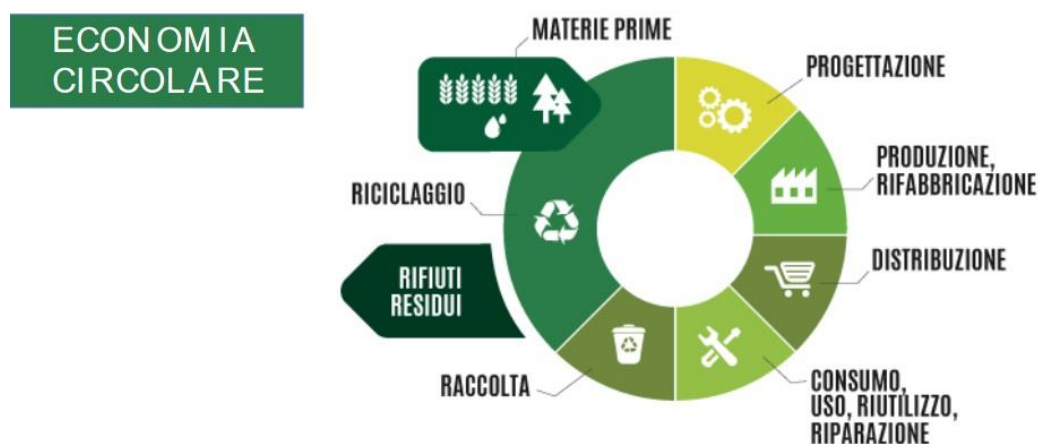 ECONOMIA
CIRCOLARE
MATERIE PRIME
PROGETTAZIONE
PRODUZIONE,
RIFABBRICAZIONE
RICICLAGGIO
DISTRIBUZIONE
RIFIUTI
RESIDUI
RACCOLTA
CONSUMO,
USO, RIUTILIZZO,
RIPARAZIONE